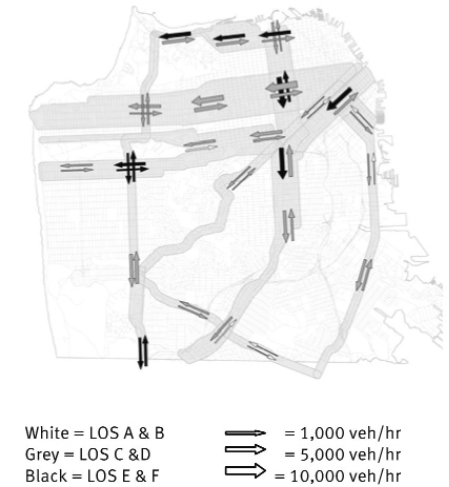 White = LOS A & B
Grey = LOS C &D
Black = LOS E & F
= 1,000 veh/hr
= 5,000 veh/hr
= 10,000 veh/hr